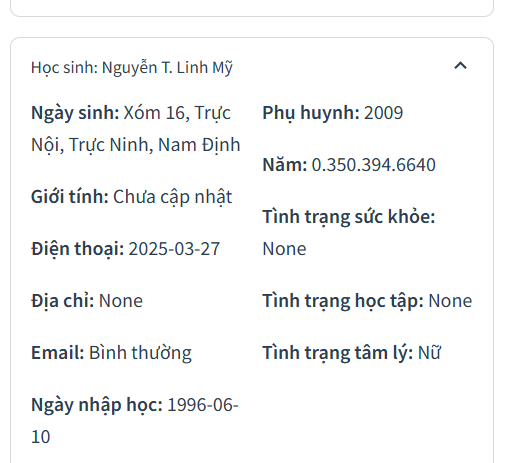 Học sinh: Nguyễn T. Linh Mỹ
Ngày sinh: Xóm 16, Trực
Nội, Trực Ninh, Nam Định
Giới tính: Chưa cập nhật
Điện thoại: 2025-03-27
Địa chỉ: None
Email: Bình thường
Ngày nhập học: 1996-06-
10
Phụ huynh: 2009
Năm: 0.350.394.6640
Tình trạng sức khỏe:
None
Tình trạng học tập: None
Tình trạng tâm lý: Nữ